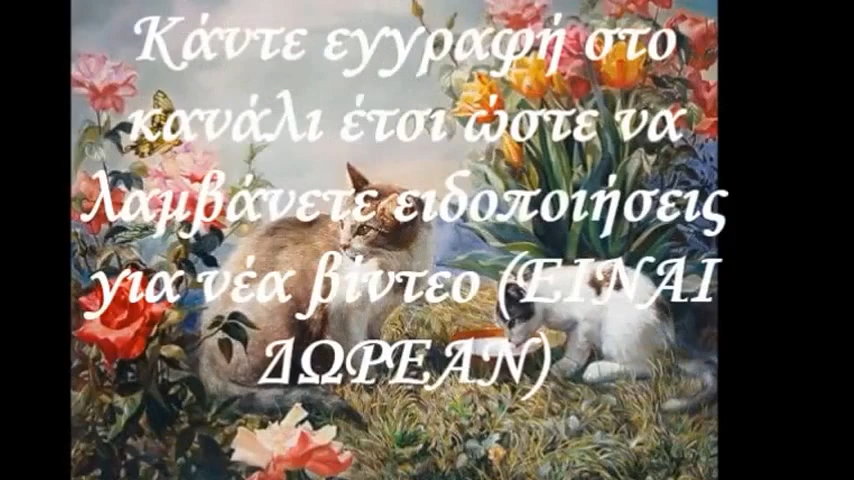 Κάντε εγγραφή στο
κανάλι έτσι ώστε να
λαμβάνετε ειδοποιήσεις
για νέα βίντεο (ΕΙΝΑΙ
ΔΩΡΕΑΝ)